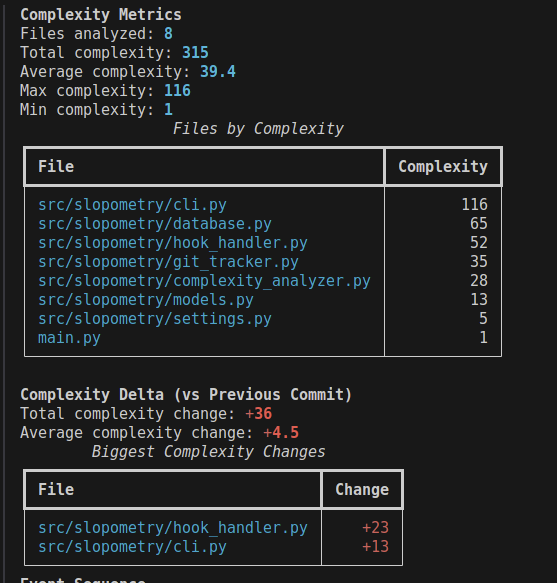 Complexity Metrics
Files analyzed: 8
Total complexity: 315
Average complexity: 39.4
Max complexity: 116
Min complexity: 1
Files by Complexity
File Complexity
src/slopometry/cli.py 116
src/slopometry/database.py 65
src/slopometry/hook_handler.py 52
src/slopometry/git_tracker.py 35
src/slopometry/complexity_analyzer.py 28
src/slopometry/models.py 13
src/slopometry/settings.py 5
main.py 1
Complexity Delta (vs Previous Commit)
Total complexity change: +36
Average complexity change: +4.5
Biggest Complexity Changes
File Change
src/slopometry/hook_handler.py +23
src/slopometry/cli.py +13
Event Sequence